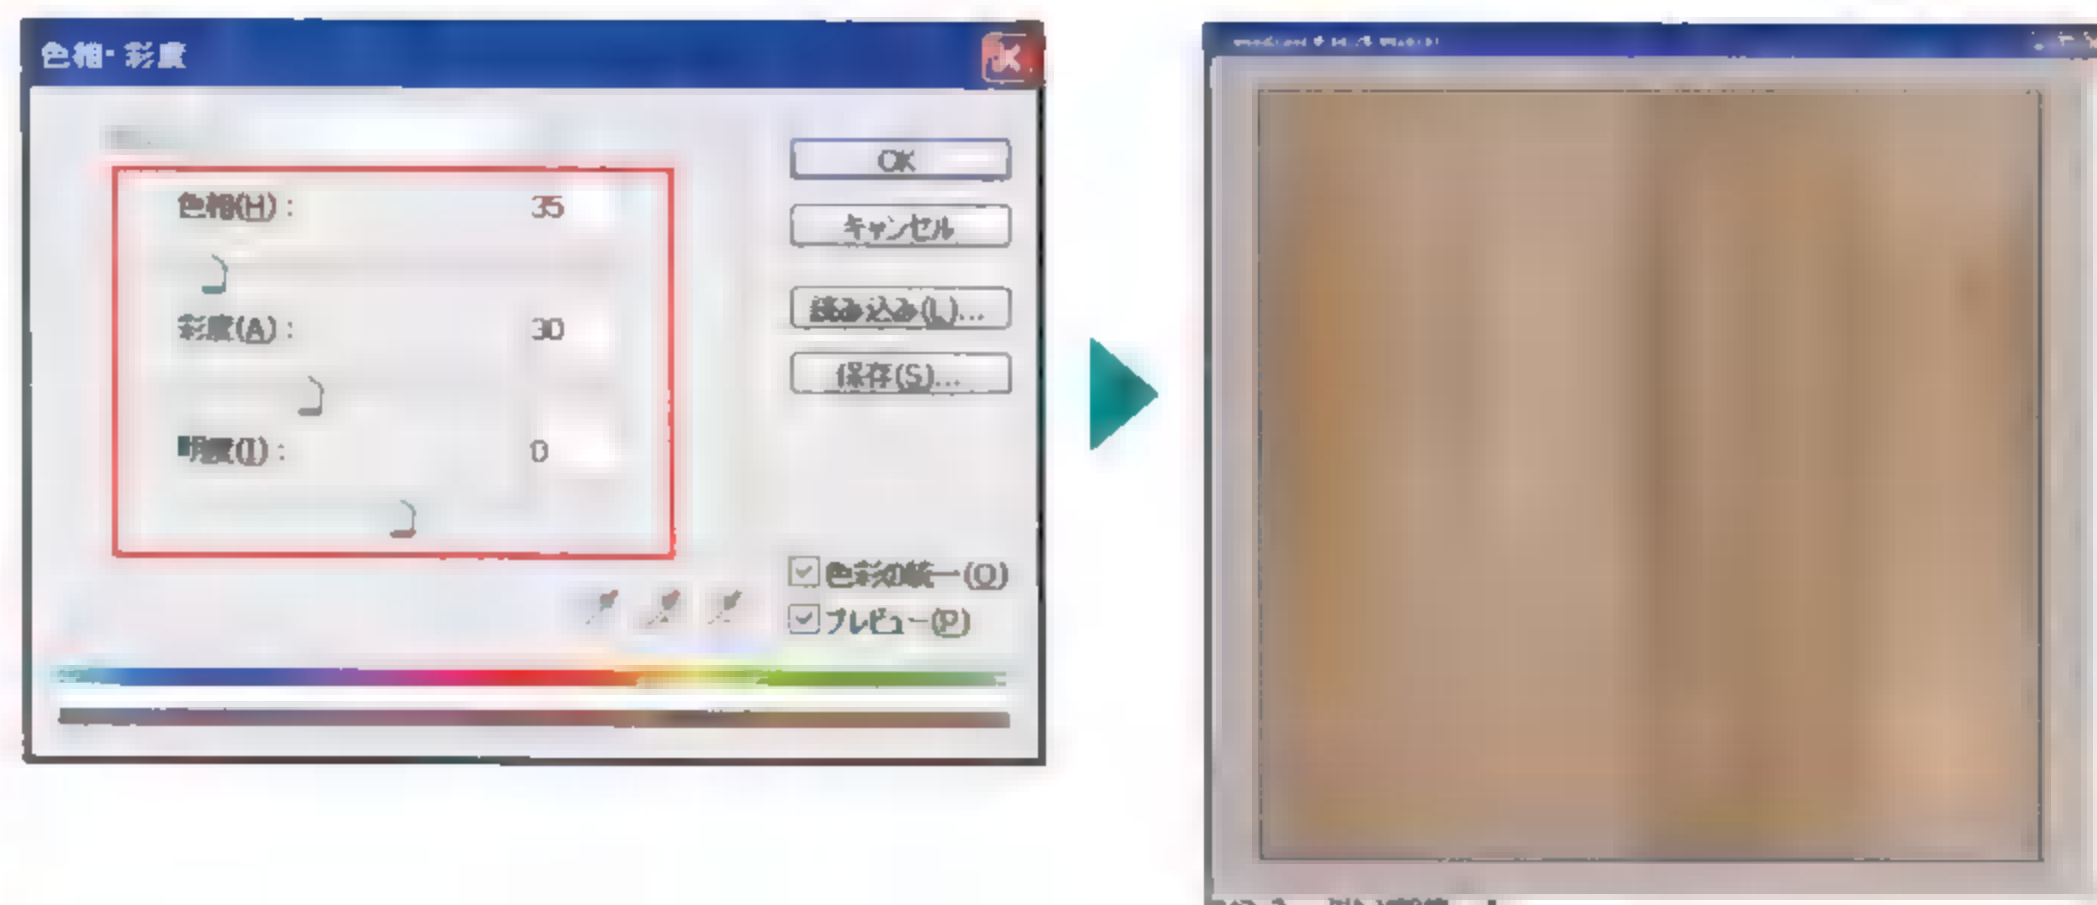 色相・彩度
色相(H)： 35
彩度(A)： 30
明度(I)： 0
OK
キャンセル
読み込み(L)...
保存(S)...
色彩の統一(O)
プレビュー(P)